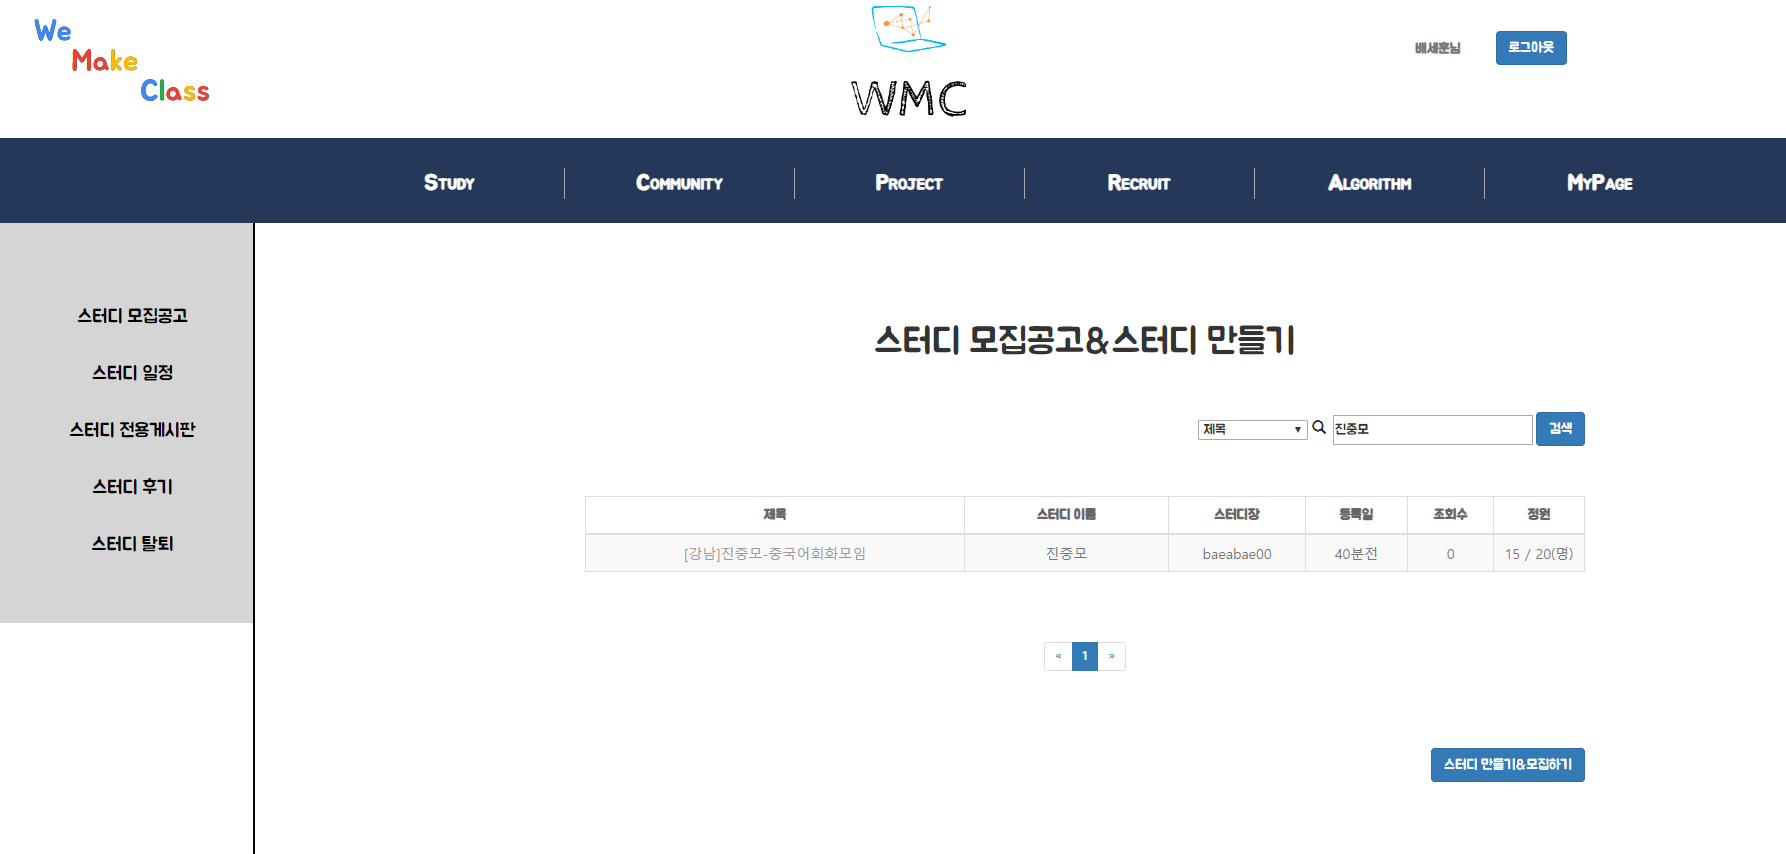 We
Make
Class
WMC
배세훈님
로그아웃
STUDY
COMMUNITY
PROJECT
RECRUIT
ALGORITHM
MYPAGE
스터디 모집공고
스터디 일정
스터디 전용게시판
스터디 후기
스터디 탈퇴
스터디 모집공고&스터디 만들기
제목 진중모 검색
제목 스터디 이름 스터디장 등록일 조회수 정원
[강남]진중모-중국어회화모임 진중모 baeabae00 40분전 0 15 / 20(명)
« 1 »
스터디 만들기&모집하기